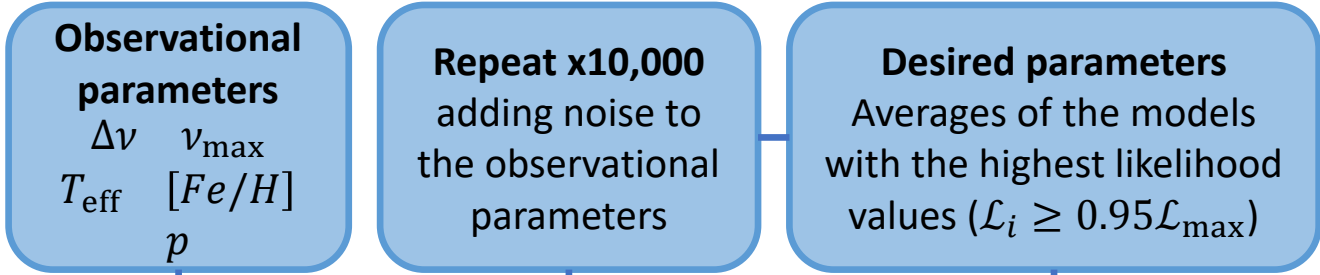 Observational
parameters
Δν ν_max
T_eff [Fe/H]
p
Repeat x10,000
adding noise to
the observational
parameters
Desired parameters
Averages of the models
with the highest likelihood
values (ℒ_i ≥ 0.95ℒ_max)